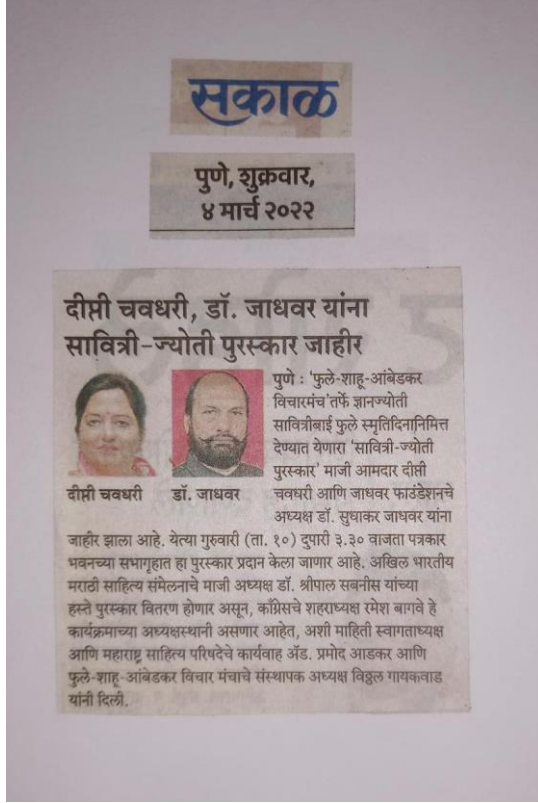 सकाळ
पुणे, शुक्रवार,
४ मार्च २०२२
दीप्ती चवधरी, डॉ. जाधवर यांना
सावित्री-ज्योती पुरस्कार जाहीर
दीप्ती चवधरी
डॉ. जाधवर
पुणे : 'फुले-शाहू-आंबेडकर
विचारमंच'तर्फे ज्ञानज्योती
सावित्रीबाई फुले स्मृतिदिनानिमित्त
देण्यात येणारा 'सावित्री-ज्योती
पुरस्कार' माजी आमदार दीप्ती
चवधरी आणि जाधवर फाउंडेशनचे
अध्यक्ष डॉ. सुधाकर जाधवर यांना
जाहीर झाला आहे. येत्या गुरुवारी (ता. १०) दुपारी ३.३० वाजता पत्रकार
भवनच्या सभागृहात हा पुरस्कार प्रदान केला जाणार आहे. अखिल भारतीय
मराठी साहित्य संमेलनाचे माजी अध्यक्ष डॉ. श्रीपाल सबनीस यांच्या
हस्ते पुरस्कार वितरण होणार असून, काँग्रेसचे शहराध्यक्ष रमेश बागवे हे
कार्यक्रमाच्या अध्यक्षस्थानी असणार आहेत, अशी माहिती स्वागताध्यक्ष
आणि महाराष्ट्र साहित्य परिषदेचे कार्यवाह अ‍ॅड. प्रमोद आडकर आणि
फुले-शाहू-आंबेडकर विचार मंचाचे संस्थापक अध्यक्ष विठ्ठल गायकवाड
यांनी दिली.